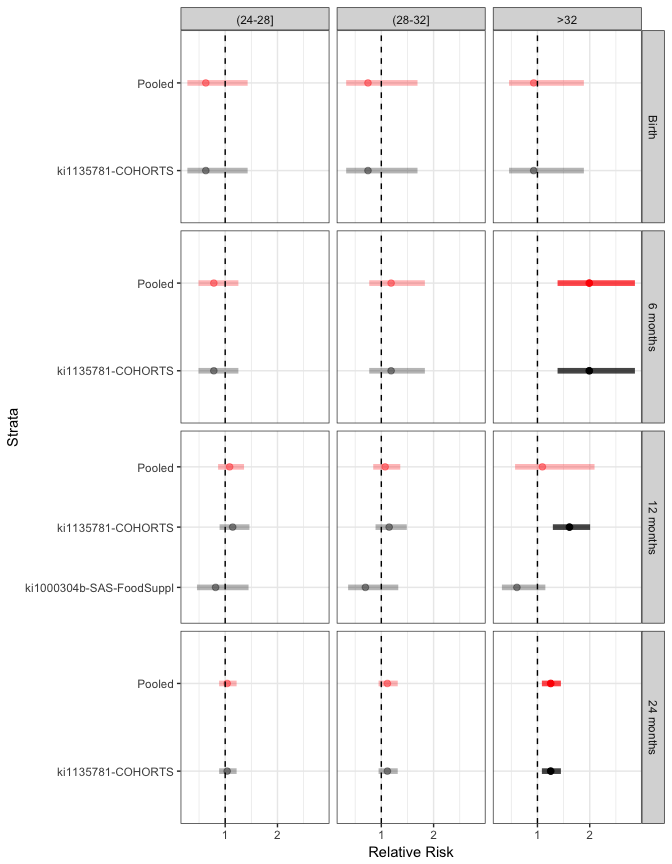 (24-28]
(28-32]
>32
Pooled
ki1135781-COHORTS
Birth
Pooled
ki1135781-COHORTS
6 months
Strata
Pooled
ki1135781-COHORTS
ki1000304b-SAS-FoodSuppl
12 months
Pooled
ki1135781-COHORTS
24 months
1 2 1 2 1 2
Relative Risk